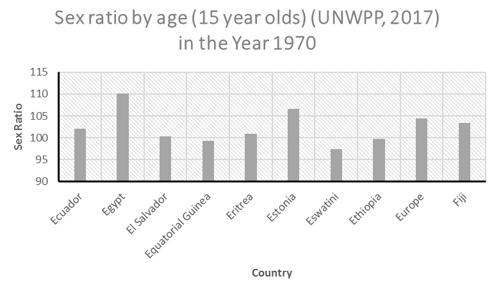 Sex ratio by age (15 year olds) (UNWPP, 2017)
in the Year 1970
Sex Ratio
115
110
105
100
95
90
Ecuador
Egypt
El Salvador
Equatorial Guinea
Eritrea
Estonia
Eswatini
Ethiopia
Europe
Fiji
Country